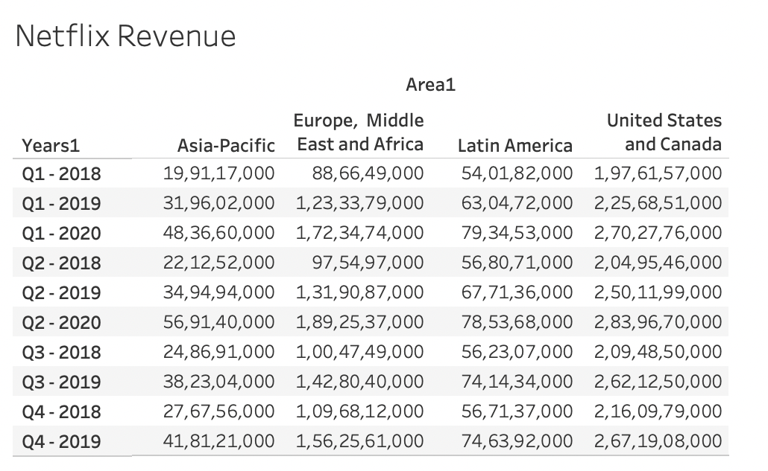 Netflix Revenue
Area1
Years1 Asia-Pacific Europe, Middle East and Africa Latin America United States and Canada
Q1 - 2018 19,91,17,000 88,66,49,000 54,01,82,000 1,97,61,57,000
Q1 - 2019 31,96,02,000 1,23,33,79,000 63,04,72,000 2,25,68,51,000
Q1 - 2020 48,36,60,000 1,72,34,74,000 79,34,53,000 2,70,27,76,000
Q2 - 2018 22,12,52,000 97,54,97,000 56,80,71,000 2,04,95,46,000
Q2 - 2019 34,94,94,000 1,31,90,87,000 67,71,36,000 2,50,11,99,000
Q2 - 2020 56,91,40,000 1,89,25,37,000 78,53,68,000 2,83,96,70,000
Q3 - 2018 24,86,91,000 1,00,47,49,000 56,23,07,000 2,09,48,50,000
Q3 - 2019 38,23,04,000 1,42,80,40,000 74,14,34,000 2,62,12,50,000
Q4 - 2018 27,67,56,000 1,09,68,12,000 56,71,37,000 2,16,09,79,000
Q4 - 2019 41,81,21,000 1,56,25,61,000 74,63,92,000 2,67,19,08,000